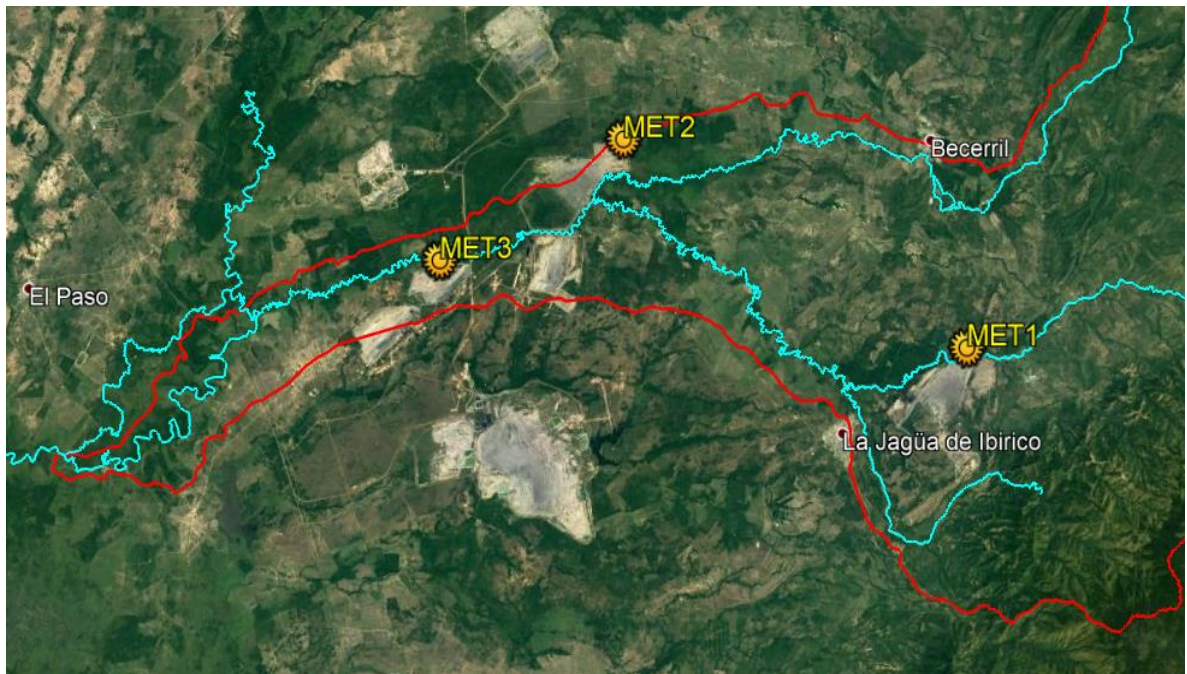 MET2
Becerril
MET3
El Paso
MET1
La Jagüa de Ibirico